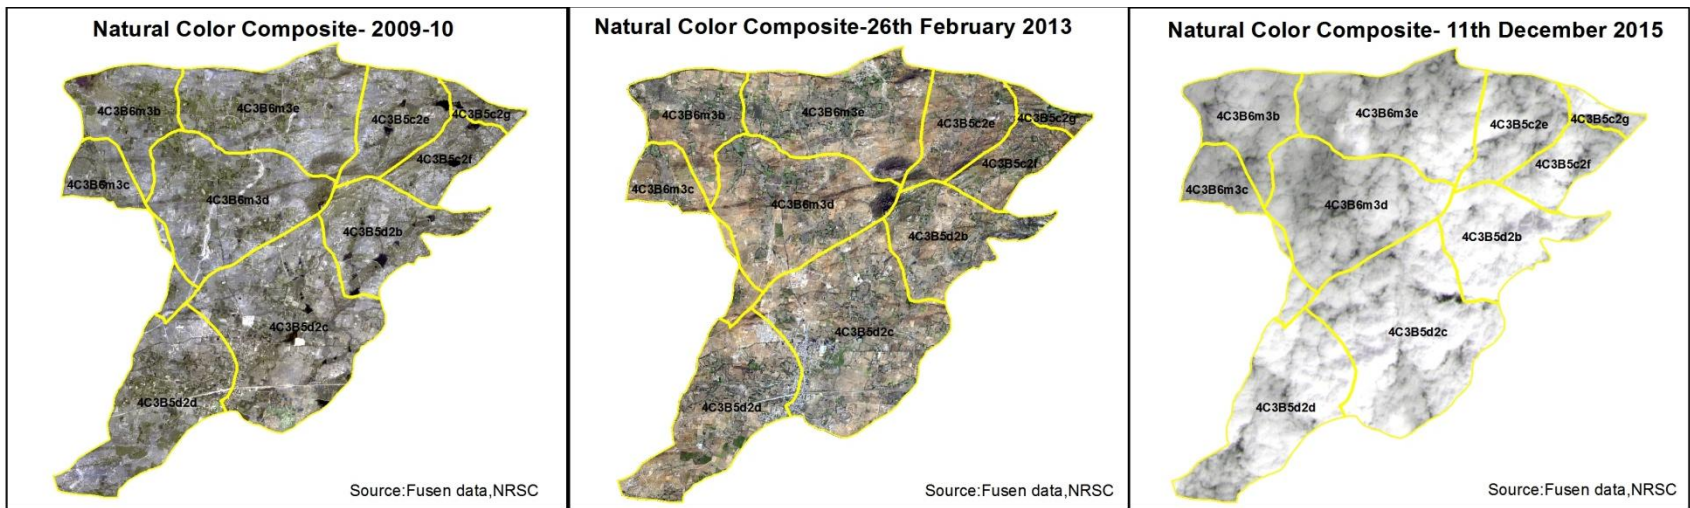 Natural Color Composite- 2009-10
4C3B6m3b
4C3B6m3e
4C3B5c2e
4C3B5c2g
4C3B5c2f
4C3B6m3c
4C3B6m3d
4C3B5d2b
4C3B5d2c
4C3B5d2d
Source:Fusen data,NRSC
Natural Color Composite-26th February 2013
4C3B6m3b
4C3B6m3e
4C3B5c2e
4C3B5c2g
4C3B5c2f
4C3B6m3c
4C3B6m3d
4C3B5d2b
4C3B5d2c
4C3B5d2d
Source:Fusen data,NRSC
Natural Color Composite- 11th December 2015
4C3B6m3b
4C3B6m3e
4C3B5c2e
4C3B5c2g
4C3B5c2f
4C3B6m3c
4C3B6m3d
4C3B5d2b
4C3B5d2c
4C3B5d2d
Source:Fusen data,NRSC